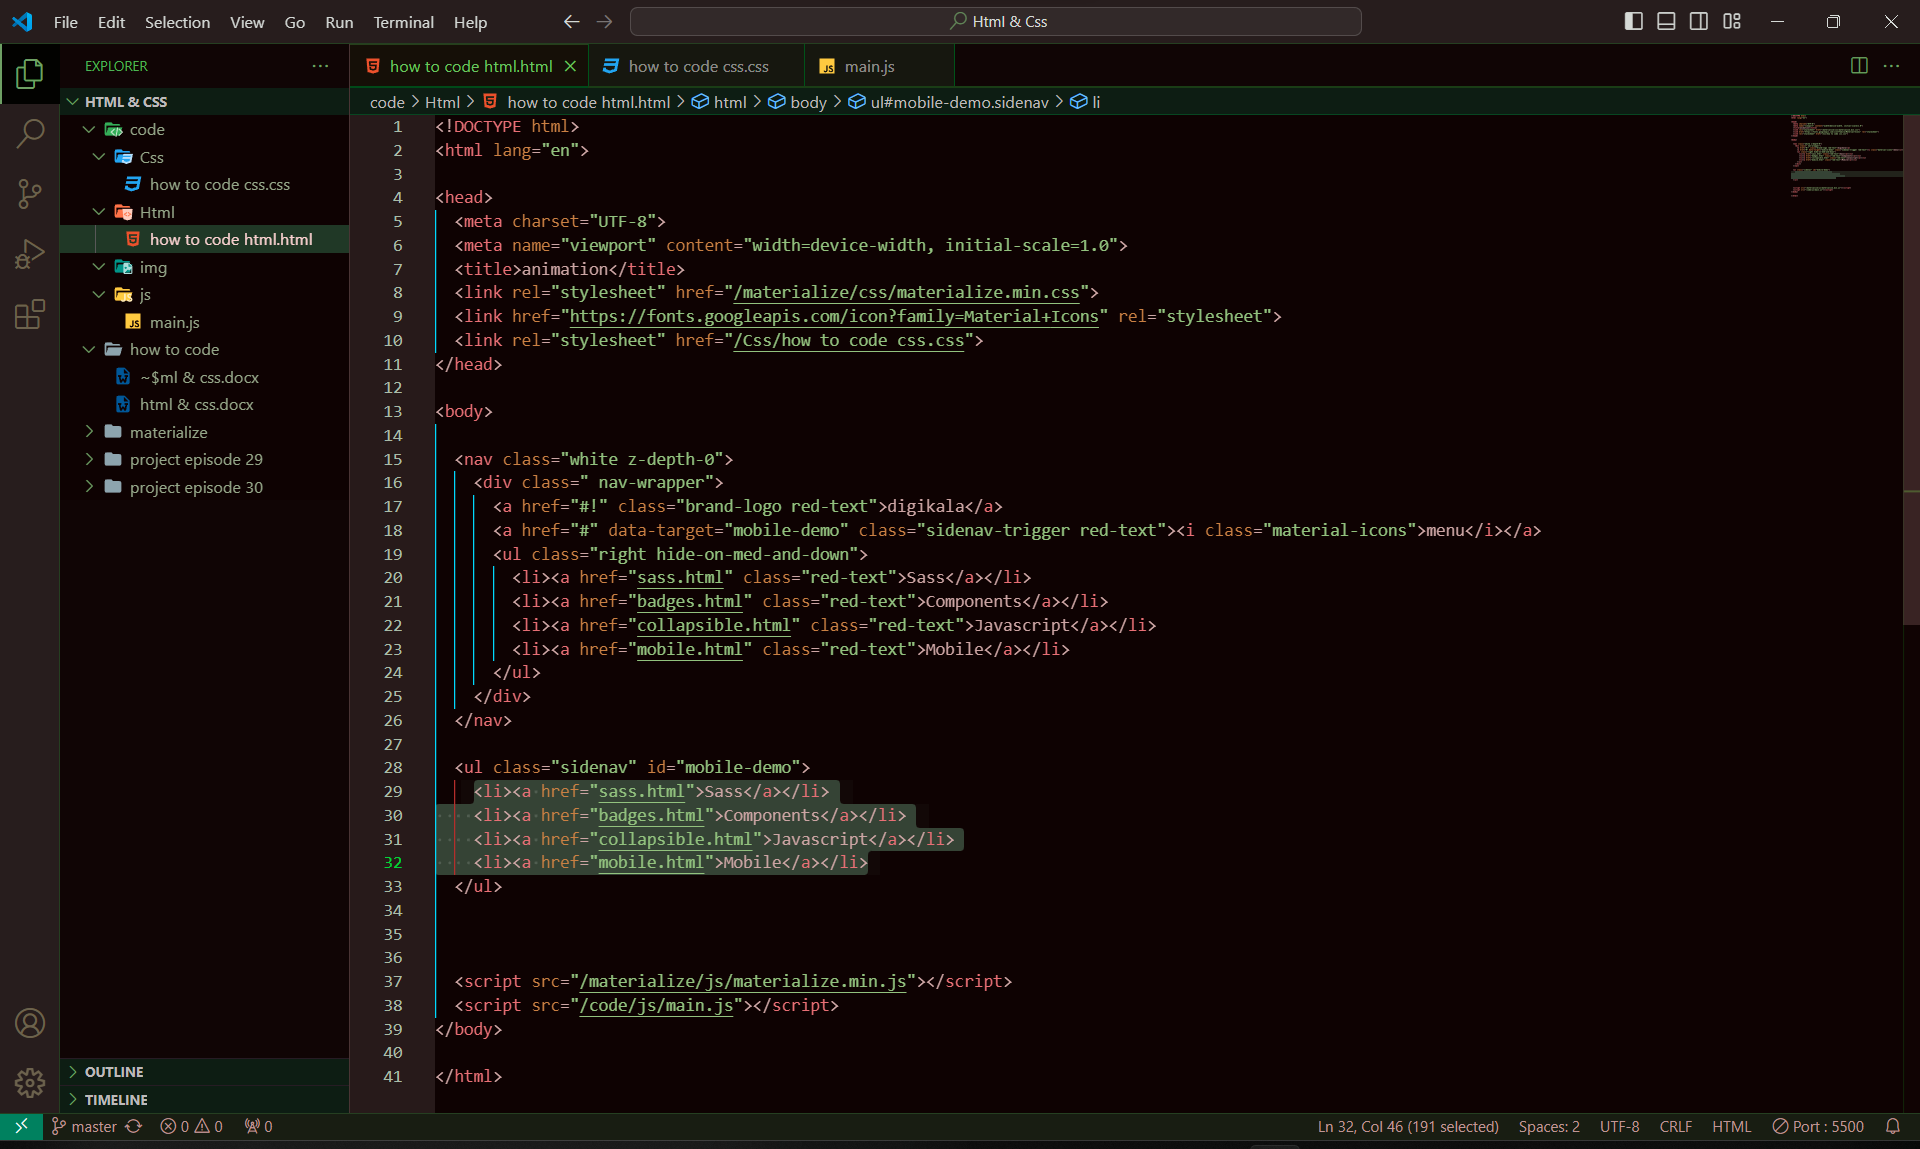 File Edit Selection View Go Run Terminal Help
Html & Css
EXPLORER
HTML & CSS
code
Css
how to code css.css
Html
how to code html.html
img
js
main.js
how to code
~$ml & css.docx
html & css.docx
materialize
project episode 29
project episode 30
OUTLINE
TIMELINE
how to code html.html
how to code css.css
main.js
code > Html > how to code html.html > html > body > ul#mobile-demo.sidenav > li
1 <!DOCTYPE html>
2 <html lang="en">
3
4 <head>
5 <meta charset="UTF-8">
6 <meta name="viewport" content="width=device-width, initial-scale=1.0">
7 <title>animation</title>
8 <link rel="stylesheet" href="/materialize/css/materialize.min.css">
9 <link href="https://fonts.googleapis.com/icon?family=Material+Icons" rel="stylesheet">
10 <link rel="stylesheet" href="/Css/how to code css.css">
11 </head>
12
13 <body>
14
15 <nav class="white z-depth-0">
16 <div class=" nav-wrapper">
17 <a href="#!" class="brand-logo red-text">digikala</a>
18 <a href="#" data-target="mobile-demo" class="sidenav-trigger red-text"><i class="material-icons">menu</i></a>
19 <ul class="right hide-on-med-and-down">
20 <li><a href="sass.html" class="red-text">Sass</a></li>
21 <li><a href="badges.html" class="red-text">Components</a></li>
22 <li><a href="collapsible.html" class="red-text">Javascript</a></li>
23 <li><a href="mobile.html" class="red-text">Mobile</a></li>
24 </ul>
25 </div>
26 </nav>
27
28 <ul class="sidenav" id="mobile-demo">
29 <li><a href="sass.html">Sass</a></li>
30 <li><a href="badges.html">Components</a></li>
31 <li><a href="collapsible.html">Javascript</a></li>
32 <li><a href="mobile.html">Mobile</a></li>
33 </ul>
34
35
36
37 <script src="/materialize/js/materialize.min.js"></script>
38 <script src="/code/js/main.js"></script>
39 </body>
40
41 </html>
master 0 0 0
Ln 32, Col 46 (191 selected) Spaces: 2 UTF-8 CRLF HTML Port : 5500